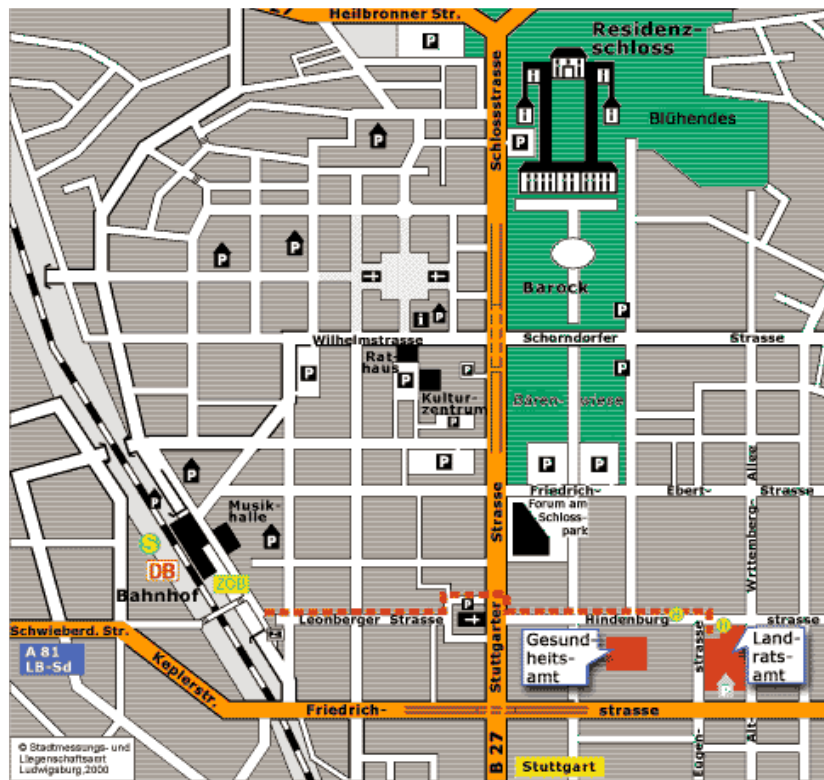 Heilbronner Str.
Residenz-
schloss
Schlossstrasse
Blühendes
Barock
Wilhelmstrasse
Schorndorfer
Strasse
Rat-
haus
Kultur-
zentrum
Bären-
wiese
Friedrich-
Ebert-
Strasse
Musik-
halle
Forum am
Schloss-
park
Strasse
Wrttemberg-
Allee
S
DB
ZOB
Bahnhof
Leonberger Strasse
Stuttgarter
Hindenburg
strasse
Schwieberd. Str.
A 81
LB-Sd
Keplerstr.
Gesund-
heits-
amt
Land-
rats-
amt
strasse
Friedrich-
strasse
Eugen-
Alt-
B 27
Stuttgart
© Stadtmessungs- und
Liegenschaftsamt
Ludwigsburg,2000